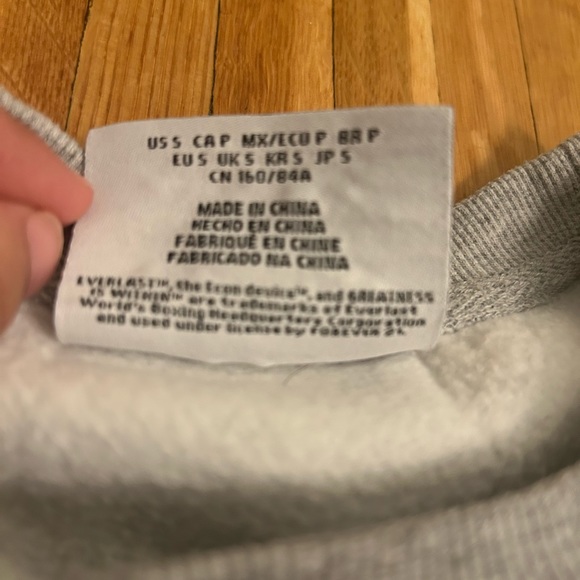 US S CA P MX/ECU P BR P
EU S UK S KR S JP S
CN 160/84A
MADE IN CHINA
HECHO EN CHINA
FABRIQUÉ EN CHINE
FABRICADO NA CHINA
EVERLAST™, the Icon device™, and GREATNESS
IS WITHIN™ are trademarks of Everlast
World's Boxing Headquarters Corporation
and used under license by FOREVER 21.